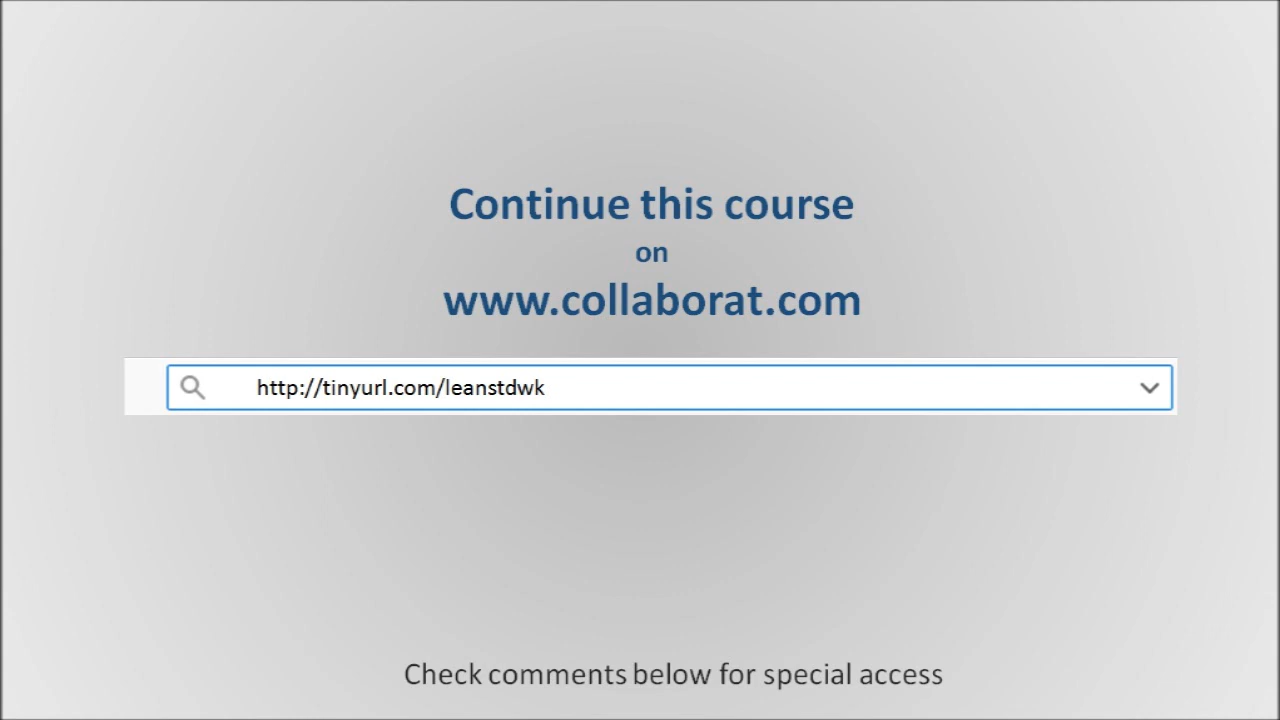 Continue this course
on
www.collaborat.com
http://tinyurl.com/leanstdwk
Check comments below for special access